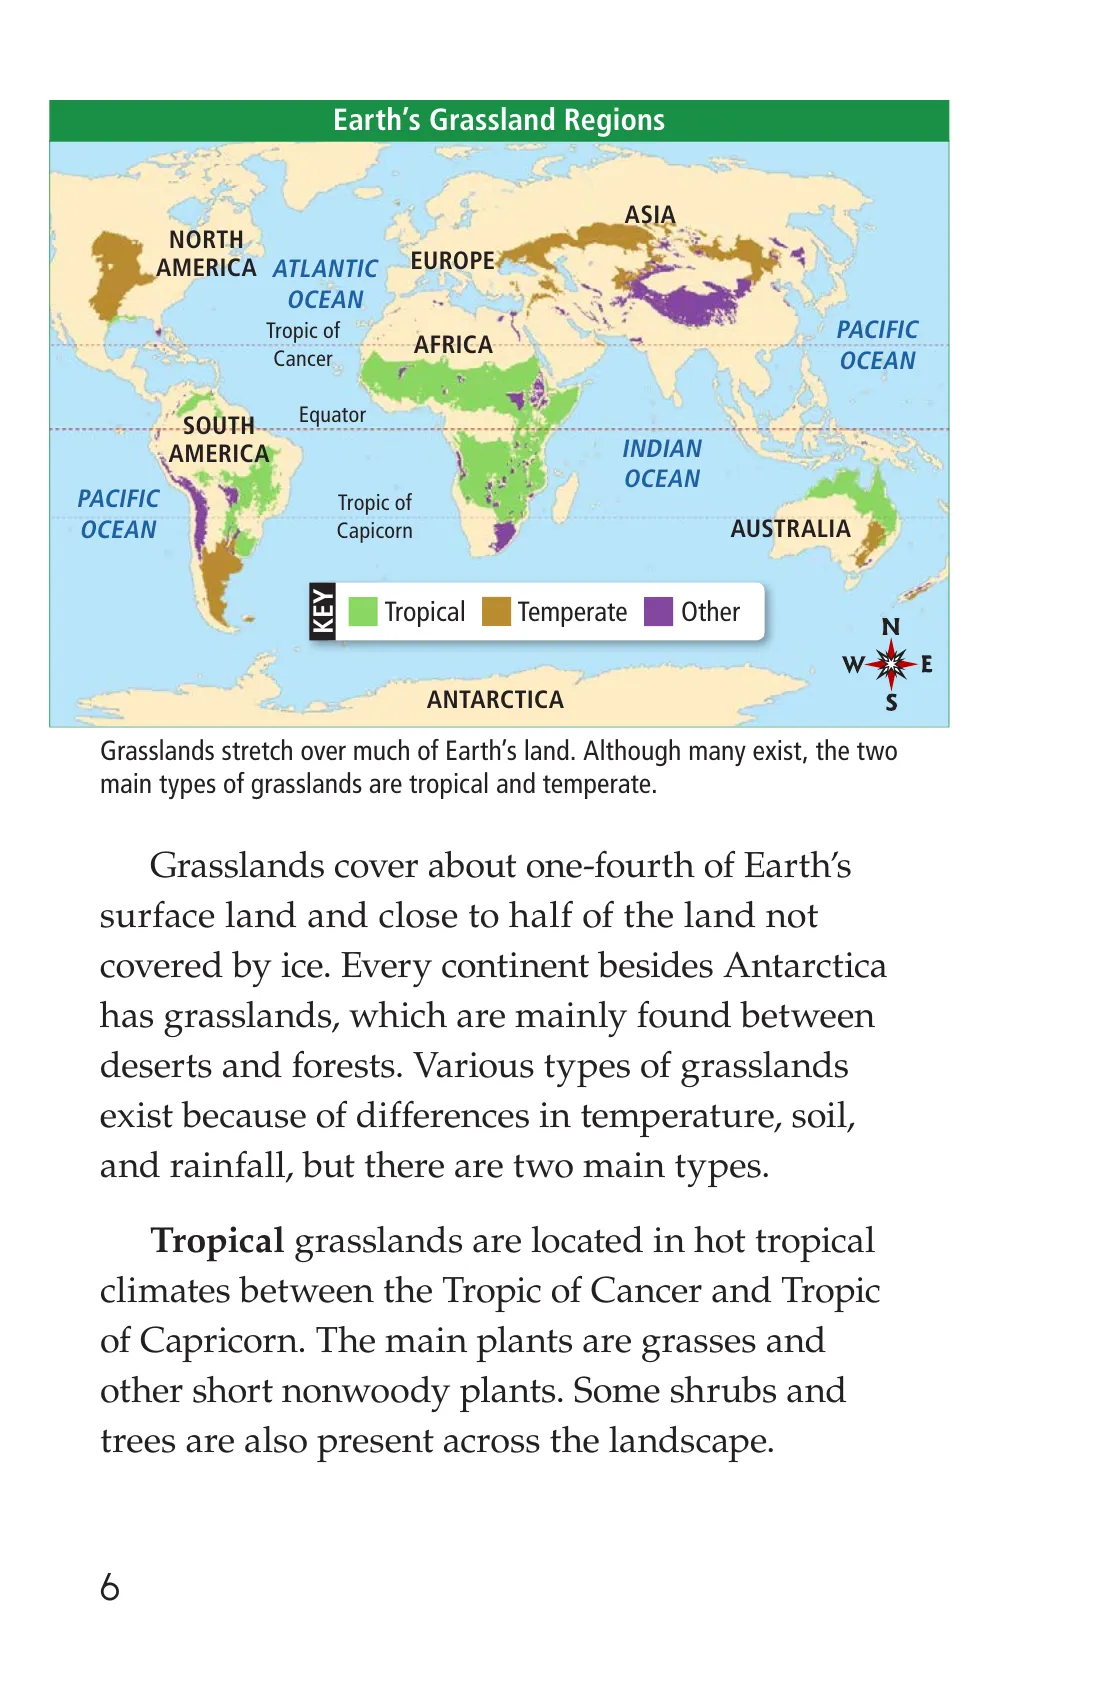 Earth's Grassland Regions
ASIA
NORTH
AMERICA
ATLANTIC
OCEAN
EUROPE
Tropic of
Cancer
AFRICA
PACIFIC
OCEAN
Equator
SOUTH
AMERICA
INDIAN
OCEAN
PACIFIC
OCEAN
Tropic of
Capicorn
AUSTRALIA
KEY
Tropical
Temperate
Other
N
W
E
S
ANTARCTICA
Grasslands stretch over much of Earth's land. Although many exist, the two
main types of grasslands are tropical and temperate.
Grasslands cover about one-fourth of Earth's
surface land and close to half of the land not
covered by ice. Every continent besides Antarctica
has grasslands, which are mainly found between
deserts and forests. Various types of grasslands
exist because of differences in temperature, soil,
and rainfall, but there are two main types.
Tropical grasslands are located in hot tropical
climates between the Tropic of Cancer and Tropic
of Capricorn. The main plants are grasses and
other short nonwoody plants. Some shrubs and
trees are also present across the landscape.
6